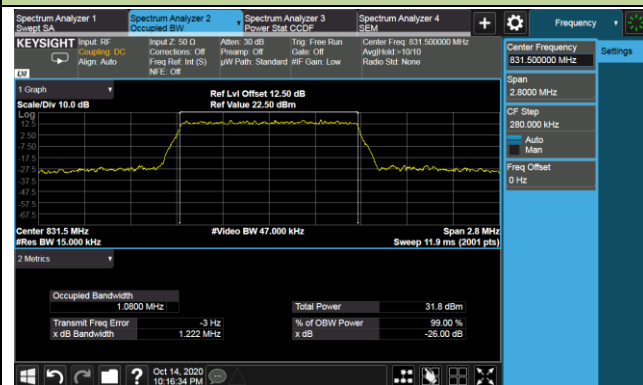 Spectrum Analyzer 1
Swept SA
Spectrum Analyzer 2
Occupied BW
Spectrum Analyzer 3
Power Stat CCDF
Spectrum Analyzer 4
SEM
+
Frequency
KEYSIGHT
LXI
Input: RF
Coupling: DC
Align: Auto
Input Z: 50 Ω
Corrections: Off
Freq Ref: Int (S)
NFE: Off
Atten: 30 dB
Preamp: Off
µW Path: Standard
Trig: Free Run
Gate: Off
#IF Gain: Low
Center Freq: 831.500000 MHz
Avg|Hold:>10/10
Radio Std: None
Center Frequency
831.500000 MHz
Settings
Span
2.8000 MHz
CF Step
280.000 kHz
Auto
Man
Freq Offset
0 Hz
1 Graph
Scale/Div 10.0 dB
Ref Lvl Offset 12.50 dB
Ref Value 22.50 dBm
Log
12.5
2.50
-7.50
-17.5
-27.5
-37.5
-47.5
-57.5
-67.5
Center 831.5 MHz
#Video BW 47.000 kHz
Span 2.8 MHz
#Res BW 15.000 kHz
Sweep 11.9 ms (2001 pts)
2 Metrics
Occupied Bandwidth
1.0800 MHz
Total Power
31.8 dBm
Transmit Freq Error
-3 Hz
% of OBW Power
99.00 %
x dB Bandwidth
1.222 MHz
x dB
-26.00 dB
?
Oct 14, 2020
10:16:34 PM